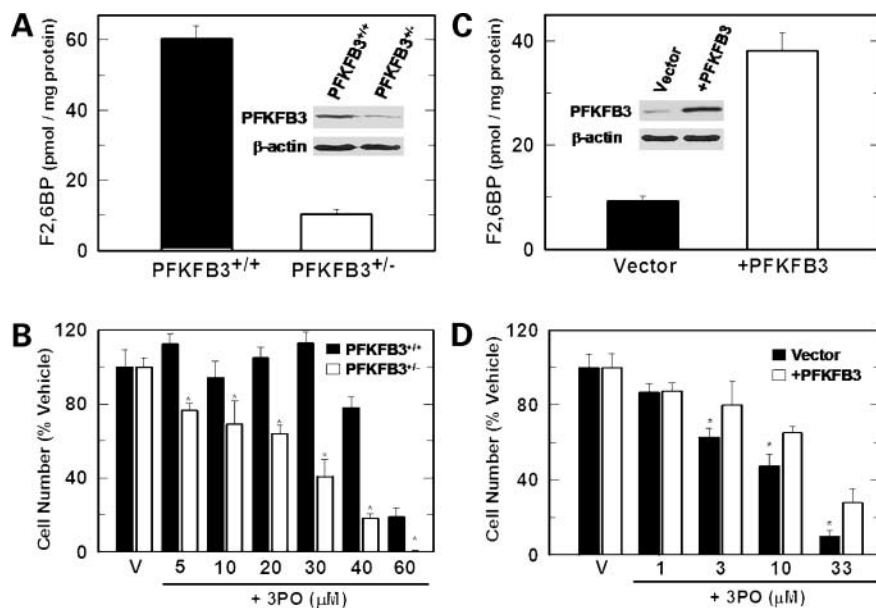 A
F2,6BP (pmol / mg protein)
60
40
20
0
PFKFB3+/+
PFKFB3+/-
PFKFB3
β-actin
PFKFB3+/+
PFKFB3+/-
C
F2,6BP (pmol / mg protein)
40
30
20
10
0
Vector
+PFKFB3
PFKFB3
β-actin
Vector
+PFKFB3
B
Cell Number (% Vehicle)
120
80
40
0
PFKFB3+/+
PFKFB3+/-
* * * * * *
V 5 10 20 30 40 60
+ 3PO (µM)
D
Cell Number (% Vehicle)
120
80
40
0
Vector
+PFKFB3
* * *
V 1 3 10 33
+ 3PO (µM)